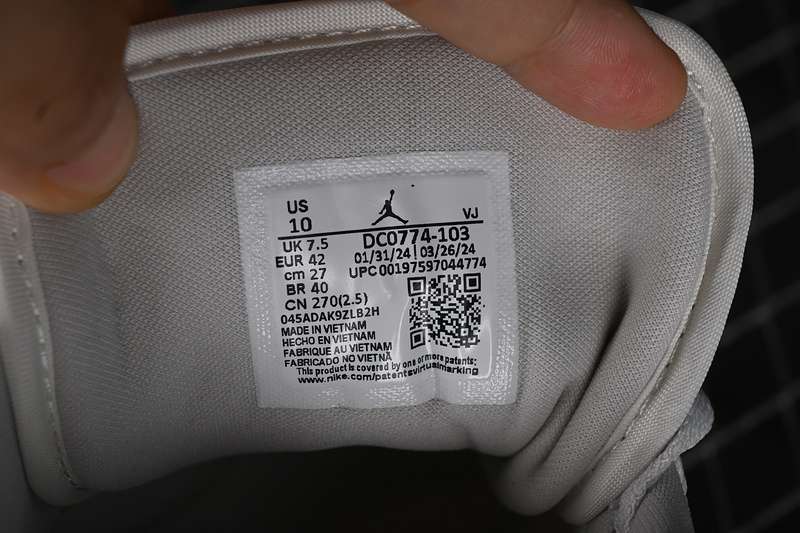 US
10
VJ
UK 7.5
DC0774-103
EUR 42
01/31/24 | 03/26/24
cm 27
UPC 00197597044774
BR 40
CN 270(2.5)
045ADAK9ZLB2H
MADE IN VIETNAM
HECHO EN VIETNAM
FABRIQUE AU VIETNAM
FABRICADO NO VIETNÃ
This product is covered by one or more patents;
www.nike.com/patentsvirtualmarking